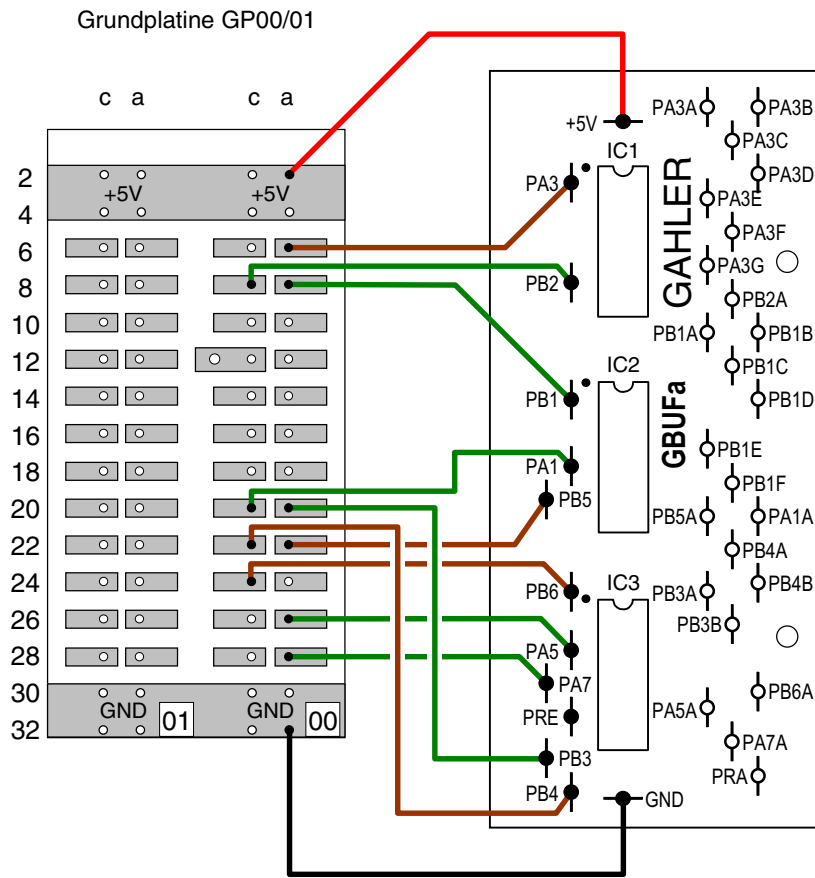 Grundplatine GP00/01
c a c a
2
+5V +5V
4
6
8
10
12
14
16
18
20
22
24
26
28
30
GND 01 GND 00
32
+5V
IC1
PA3
PB2
GAHLER
IC2
PB1
PA1
PB5
GBUFa
IC3
PB6
PA5
PA7
PRE
PB3
PB4
GND
PA3A PA3B
PA3C
PA3D
PA3E
PA3F
PA3G
PB2A
PB1A PB1B
PB1C
PB1D
PB1E
PB1F
PB5A PA1A
PB4A
PB3A PB4B
PB3B
PB6A
PA5A
PA7A
PRA